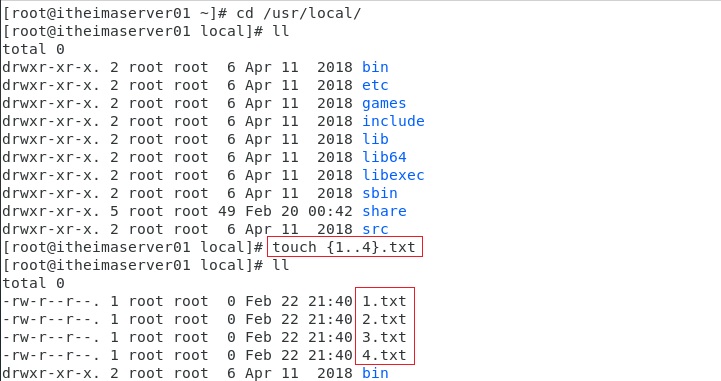 [root@itheimaserver01 ~]# cd /usr/local/
[root@itheimaserver01 local]# ll
total 0
drwxr-xr-x. 2 root root  6 Apr 11  2018 bin
drwxr-xr-x. 2 root root  6 Apr 11  2018 etc
drwxr-xr-x. 2 root root  6 Apr 11  2018 games
drwxr-xr-x. 2 root root  6 Apr 11  2018 include
drwxr-xr-x. 2 root root  6 Apr 11  2018 lib
drwxr-xr-x. 2 root root  6 Apr 11  2018 lib64
drwxr-xr-x. 2 root root  6 Apr 11  2018 libexec
drwxr-xr-x. 2 root root  6 Apr 11  2018 sbin
drwxr-xr-x. 5 root root 49 Feb 20 00:42 share
drwxr-xr-x. 2 root root  6 Apr 11  2018 src
[root@itheimaserver01 local]# touch {1..4}.txt
[root@itheimaserver01 local]# ll
total 0
-rw-r--r--. 1 root root  0 Feb 22 21:40 1.txt
-rw-r--r--. 1 root root  0 Feb 22 21:40 2.txt
-rw-r--r--. 1 root root  0 Feb 22 21:40 3.txt
-rw-r--r--. 1 root root  0 Feb 22 21:40 4.txt
drwxr-xr-x. 2 root root  6 Apr 11  2018 bin